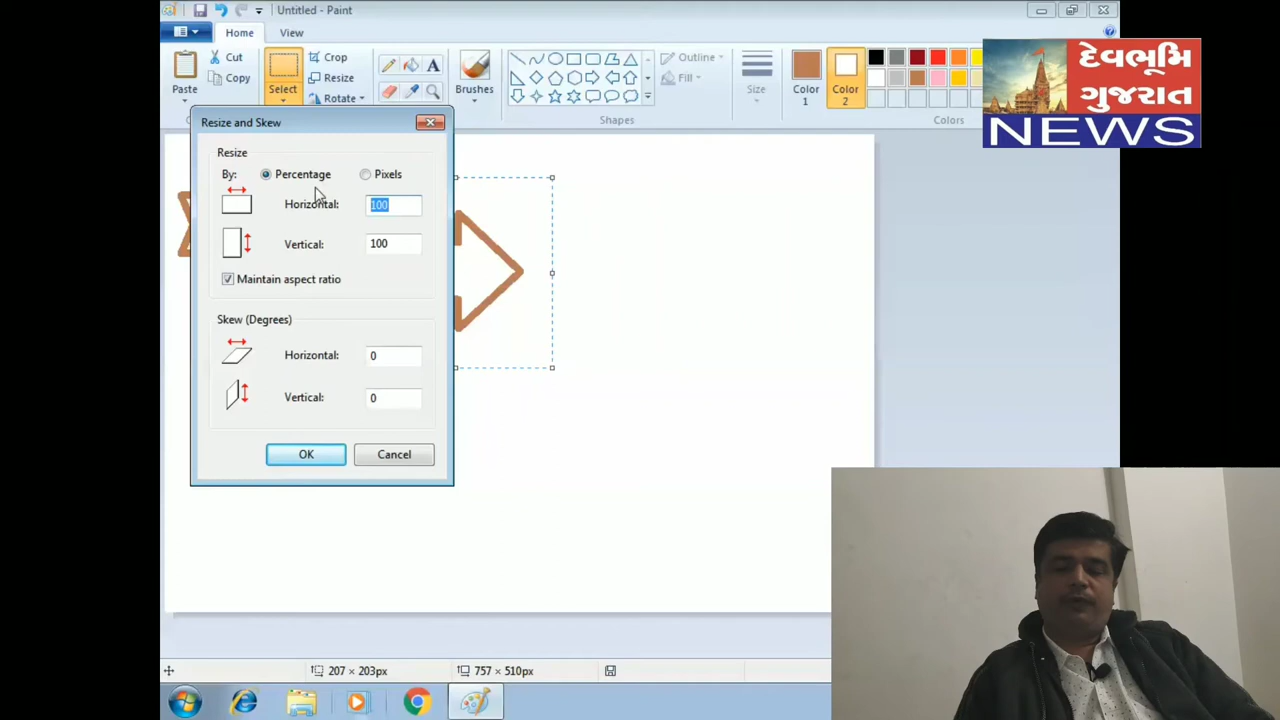 Untitled - Paint
Home View
Paste
Cut
Copy
Select
Crop
Resize
Rotate
Brushes
Shapes
Outline
Fill
Size
Color 1
Color 2
Colors
દેવભૂમિ
ગુજરાત
NEWS
Resize and Skew
Resize
By: Percentage Pixels
Horizontal: 100
Vertical: 100
Maintain aspect ratio
Skew (Degrees)
Horizontal: 0
Vertical: 0
OK Cancel
207 × 203px 757 × 510px